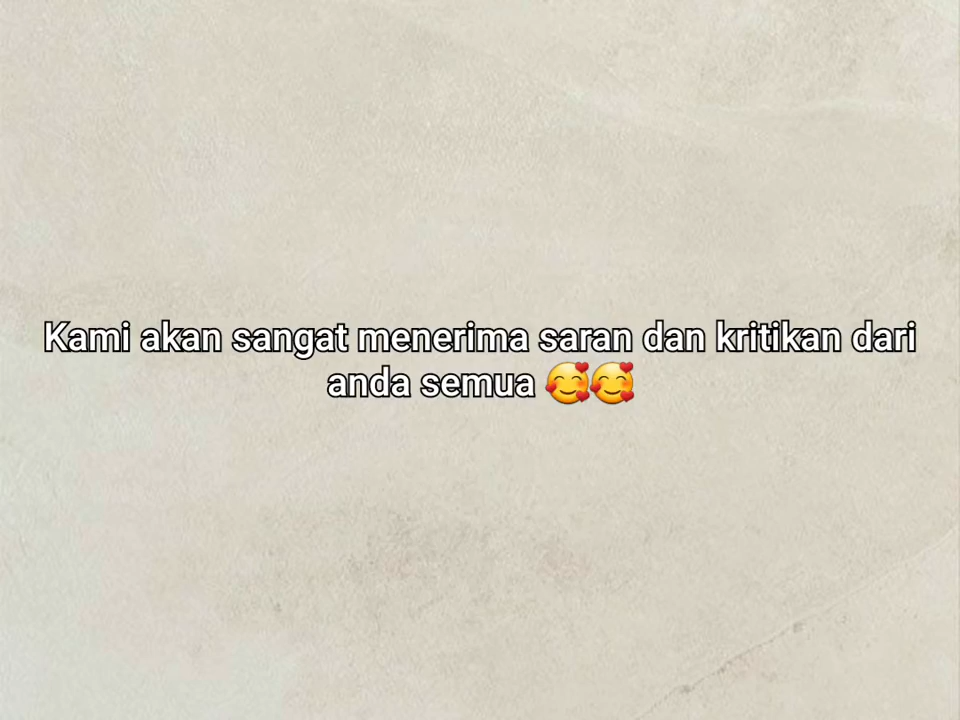 Kami akan sangat menerima saran dan kritikan dari
anda semua 🥰🥰